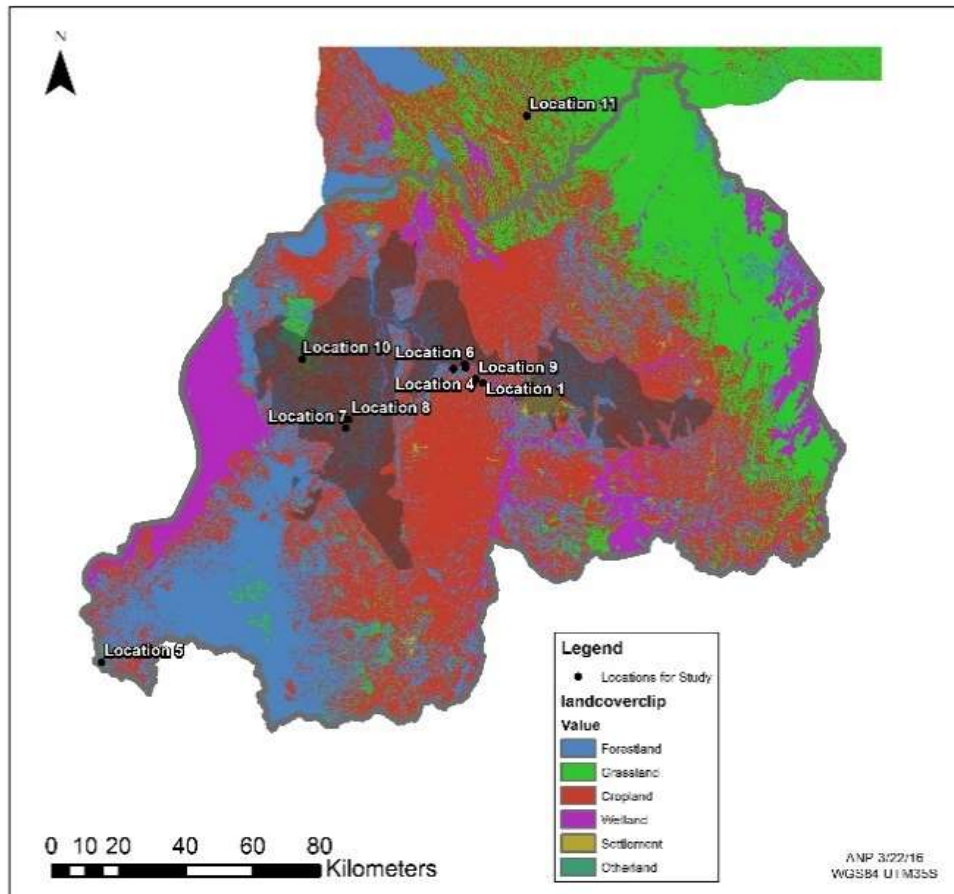 N
Location 11
Location 10
Location 6
Location 9
Location 4
Location 1
Location 8
Location 7
Location 5
Legend
Locations for Study
landcoverclip
Value
Forestland
Grassland
Cropland
Wetland
Settlement
Otherland
0 10 20 40 60 80
Kilometers
ANP 3/22/16
WGS84 UTM35S